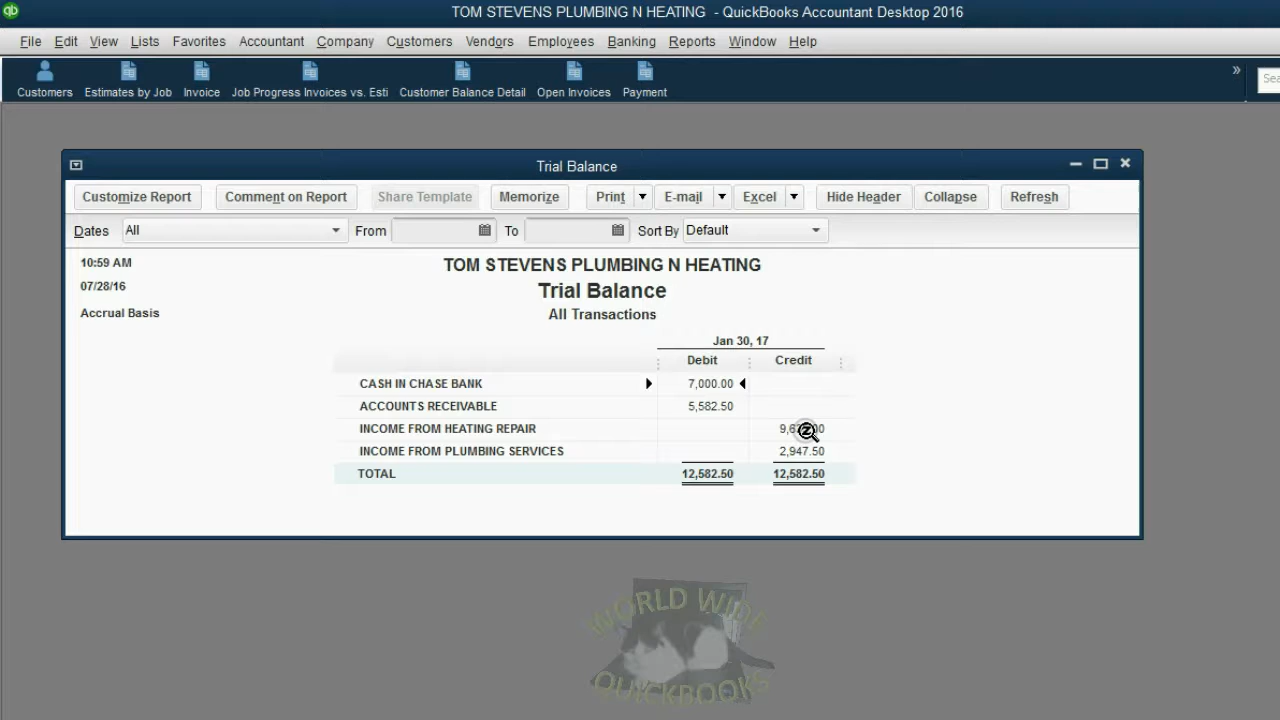 TOM STEVENS PLUMBING N HEATING - QuickBooks Accountant Desktop 2016
File Edit View Lists Favorites Accountant Company Customers Vendors Employees Banking Reports Window Help
» Sea
Customers Estimates by Job Invoice Job Progress Invoices vs. Esti Customer Balance Detail Open Invoices Payment
Trial Balance
Customize Report Comment on Report Share Template Memorize Print E-mail Excel Hide Header Collapse Refresh
Dates All From To Sort By Default
10:59 AM TOM STEVENS PLUMBING N HEATING
07/28/16 Trial Balance
Accrual Basis All Transactions
Jan 30, 17
Debit Credit
CASH IN CHASE BANK 7,000.00
ACCOUNTS RECEIVABLE 5,582.50
INCOME FROM HEATING REPAIR
INCOME FROM PLUMBING SERVICES 2,947.50
TOTAL 12,582.50 12,582.50
WORLD WIDE
QUICKBOOKS